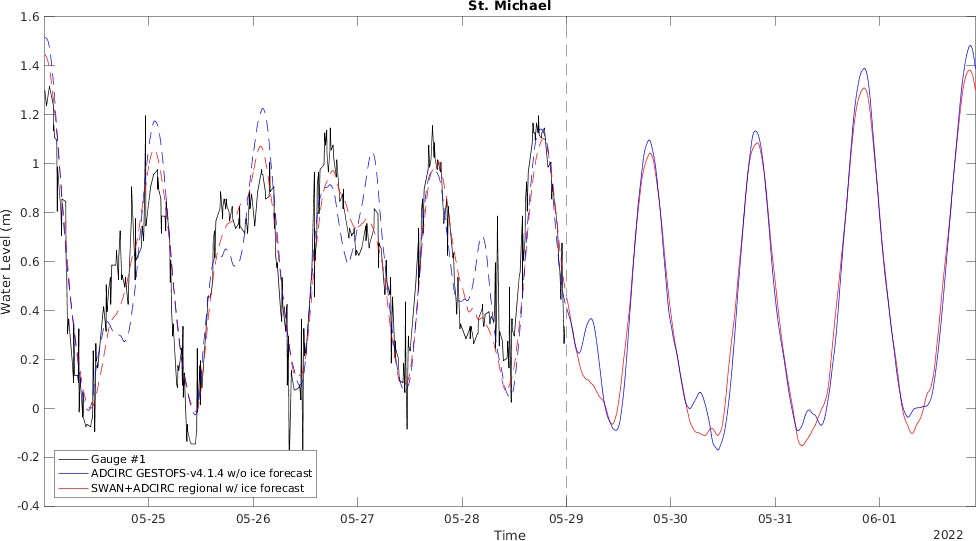 St. Michael
1.6
1.4
1.2
1
0.8
0.6
0.4
0.2
0
-0.2
-0.4
Water Level (m)
Gauge #1
ADCIRC GESTOFS-v4.1.4 w/o ice forecast
SWAN+ADCIRC regional w/ ice forecast
05-25 05-26 05-27 05-28 05-29 05-30 05-31 06-01
Time
2022